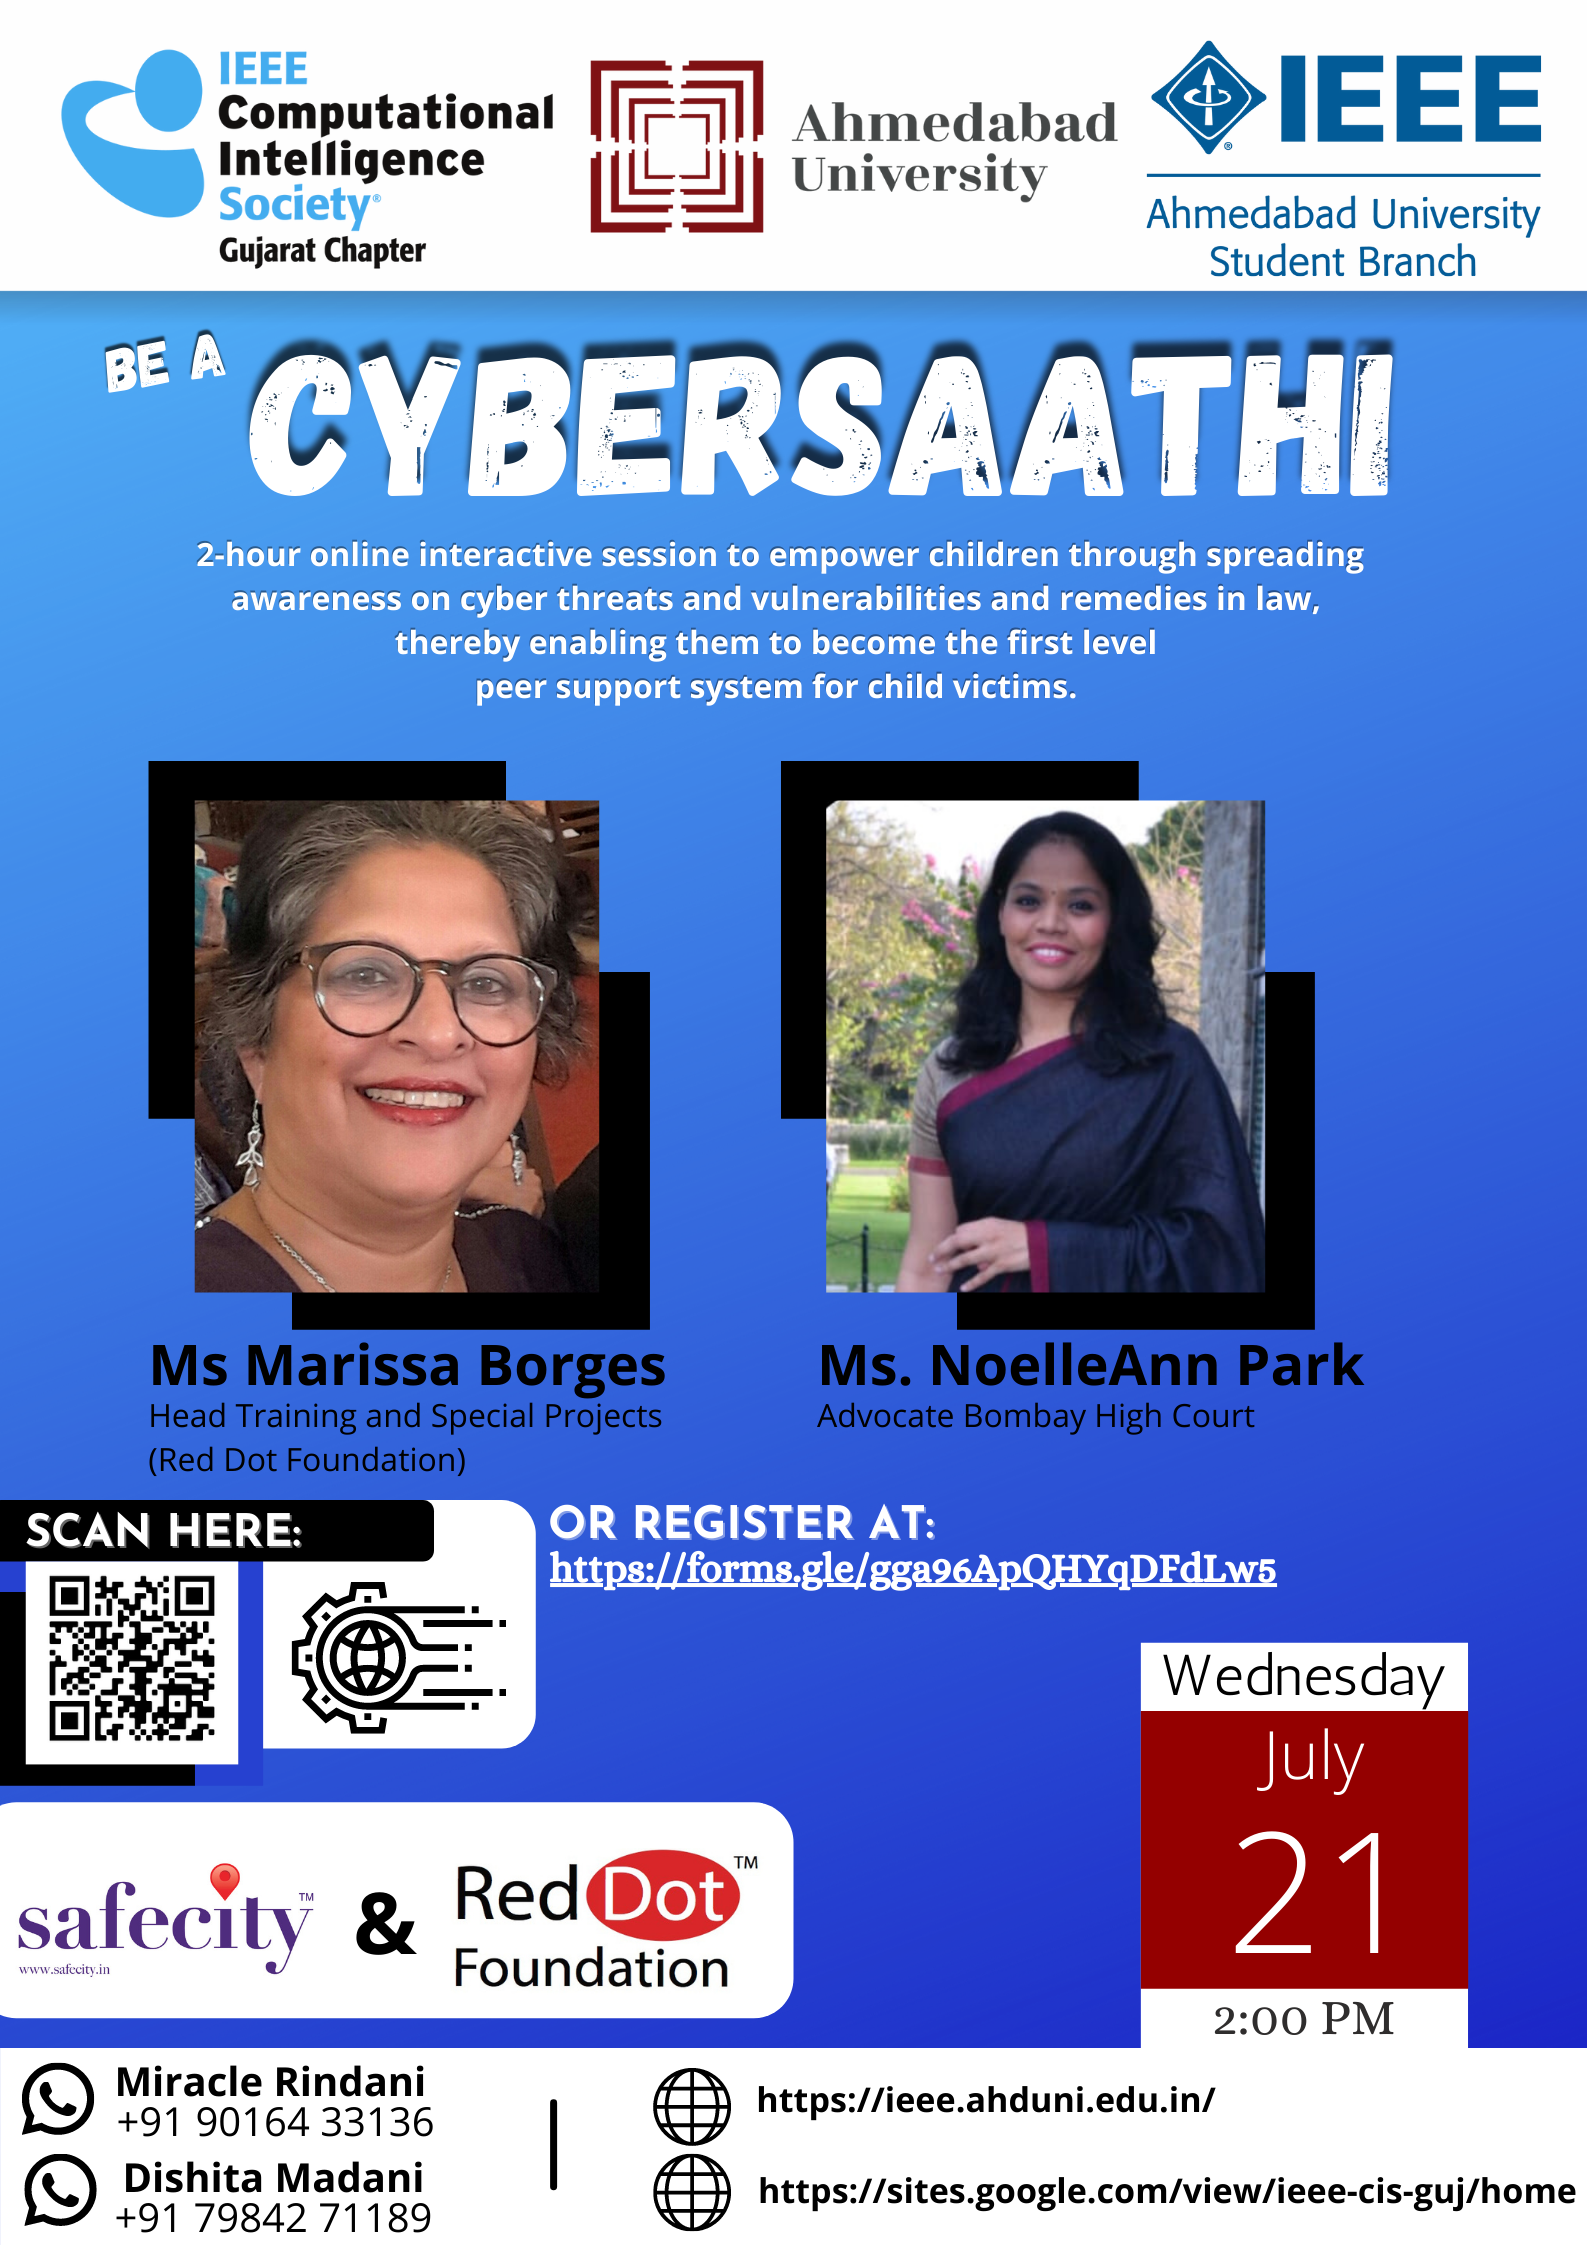 IEEE
Computational
Intelligence
Society®
Gujarat Chapter
Ahmedabad
University
IEEE
®
Ahmedabad University
Student Branch
BE A CYBERSAATHI
2-hour online interactive session to empower children through spreading
awareness on cyber threats and vulnerabilities and remedies in law,
thereby enabling them to become the first level
peer support system for child victims.
Ms Marissa Borges
Head Training and Special Projects
(Red Dot Foundation)
Ms. NoelleAnn Park
Advocate Bombay High Court
SCAN HERE:
OR REGISTER AT:
https://forms.gle/gga96ApQHYqDFdLw5
Wednesday
July
21
2:00 PM
safecity™
www.safecity.in
&
Red Dot™
Foundation
Miracle Rindani
+91 90164 33136
Dishita Madani
+91 79842 71189
https://ieee.ahduni.edu.in/
https://sites.google.com/view/ieee-cis-guj/home